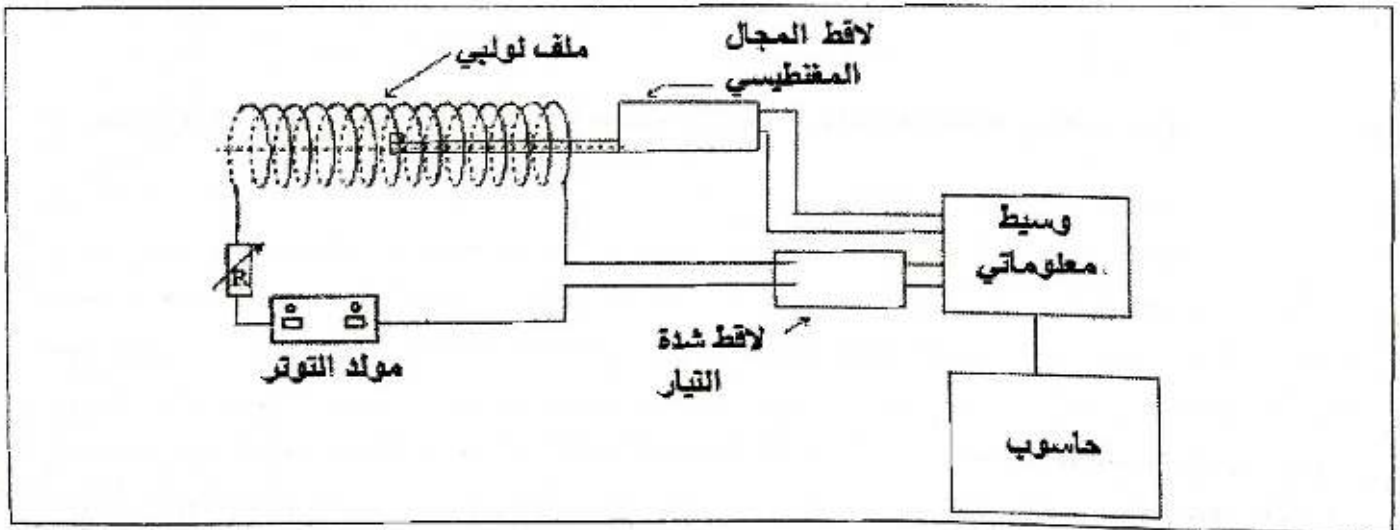 لاقط المجال
المغنطيسي
ملف لولبي
وسيط
معلوماتي
R
مولد التوتر
لاقط شدة
التيار
حاسوب